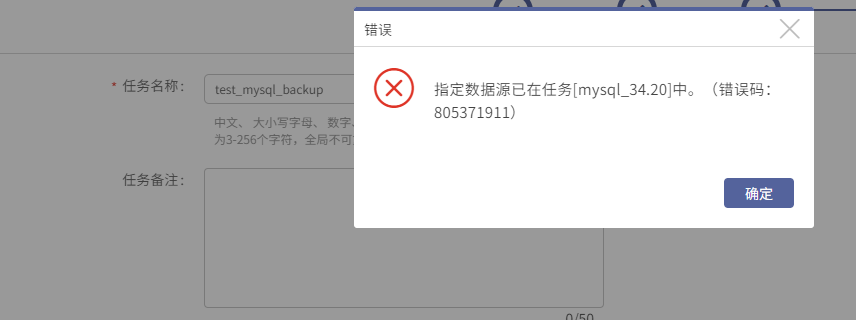 错误
* 任务名称：
test_mysql_backup
指定数据源已在任务[mysql_34.20]中。（错误码：
805371911）
中文、 大小写字母、 数字
为3-256个字符，全局不可
任务备注：
确定
0/50